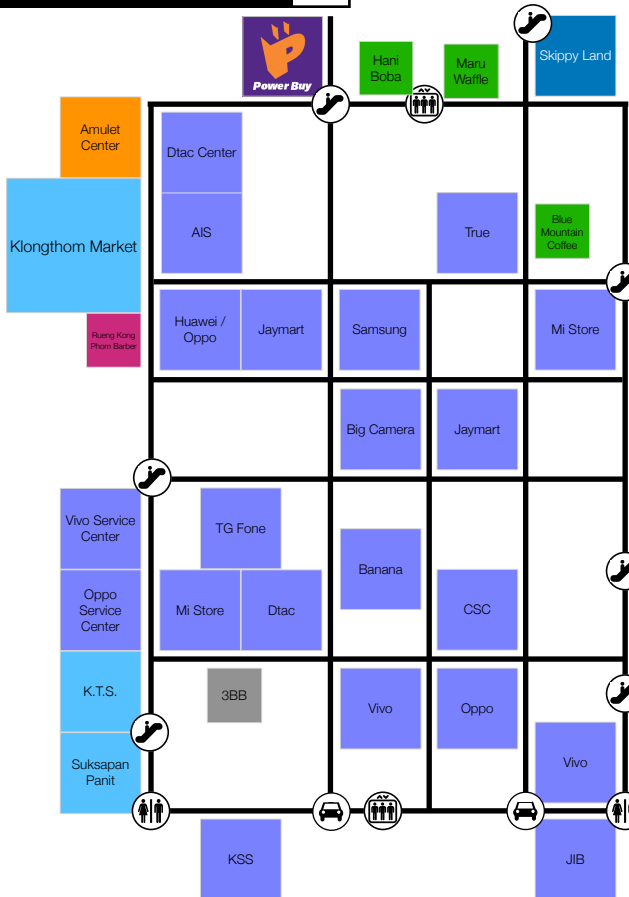 Power Buy
Hani
Boba
Maru
Waffle
Skippy Land
Amulet
Center
Dtac Center
Klongthom Market
AIS
True
Blue
Mountain
Coffee
Rueng Kong
Phom Barber
Huawei /
Oppo
Jaymart
Samsung
Mi Store
Big Camera
Jaymart
Vivo Service
Center
TG Fone
Banana
Oppo
Service
Center
Mi Store
Dtac
CSC
K.T.S.
3BB
Vivo
Oppo
Suksapan
Panit
Vivo
KSS
JIB